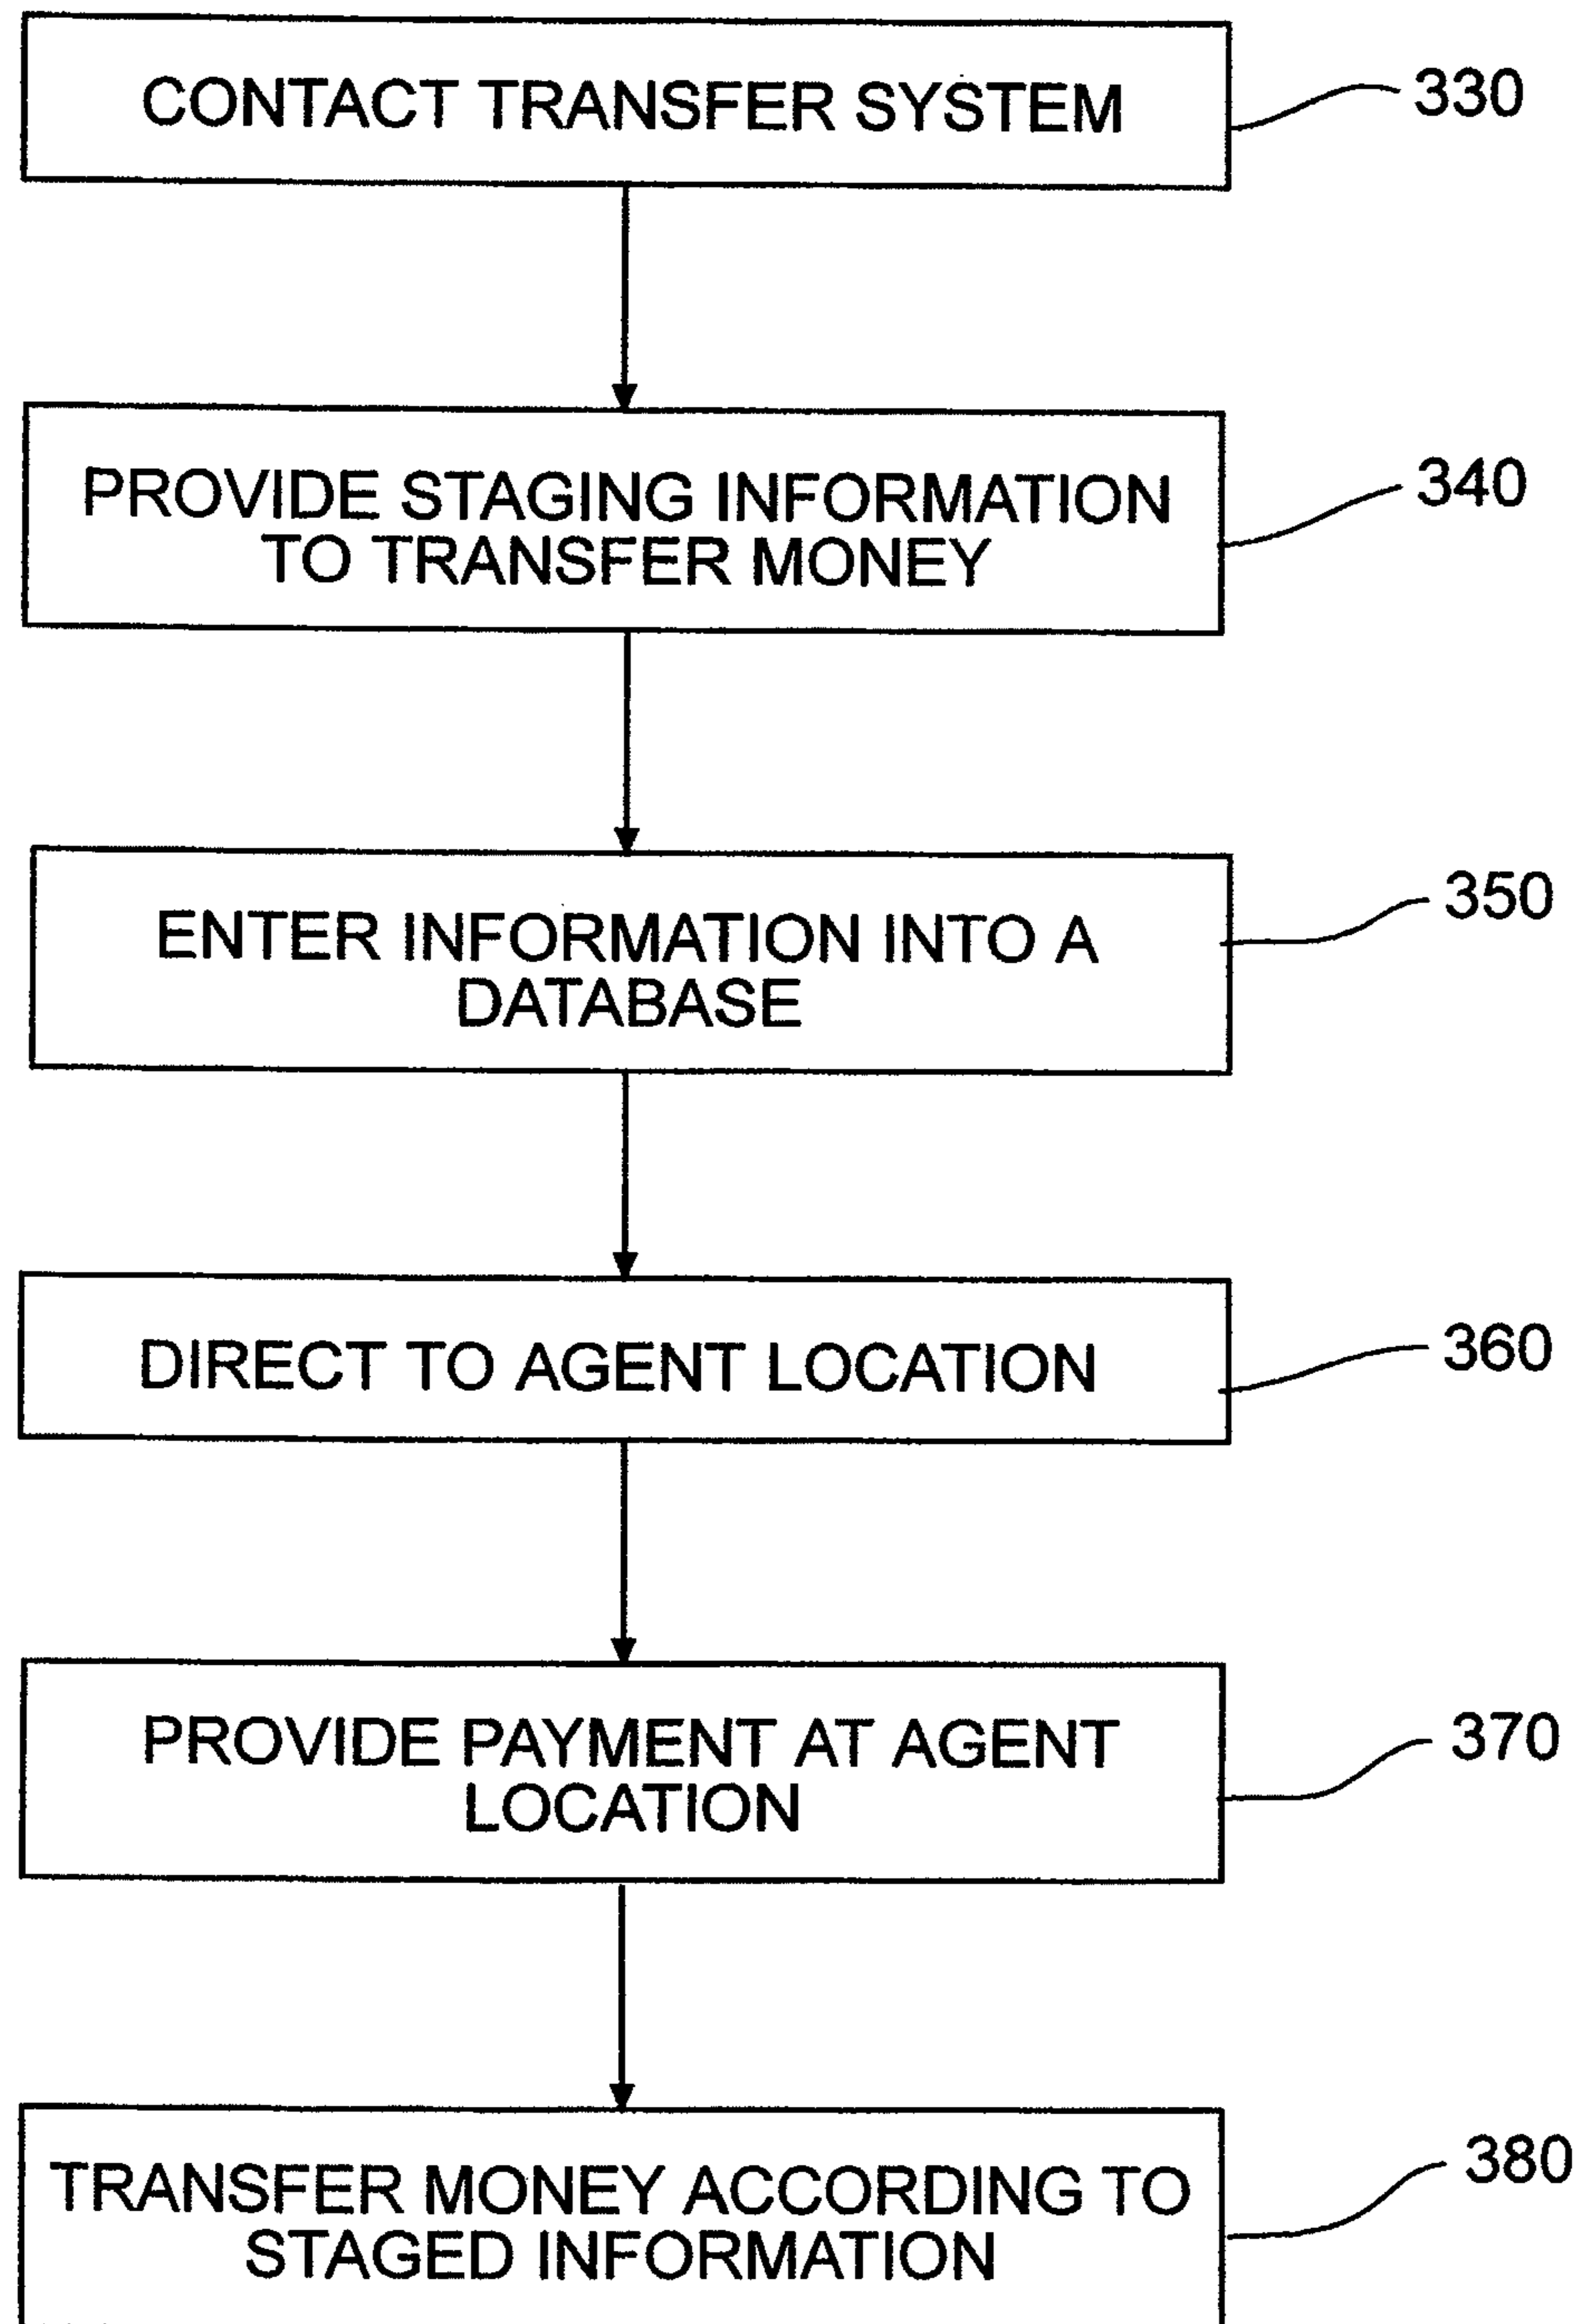 CONTACT TRANSFER SYSTEM
330
PROVIDE STAGING INFORMATION
TO TRANSFER MONEY
340
ENTER INFORMATION INTO A
DATABASE
350
DIRECT TO AGENT LOCATION
360
PROVIDE PAYMENT AT AGENT
LOCATION
370
TRANSFER MONEY ACCORDING TO
STAGED INFORMATION
380